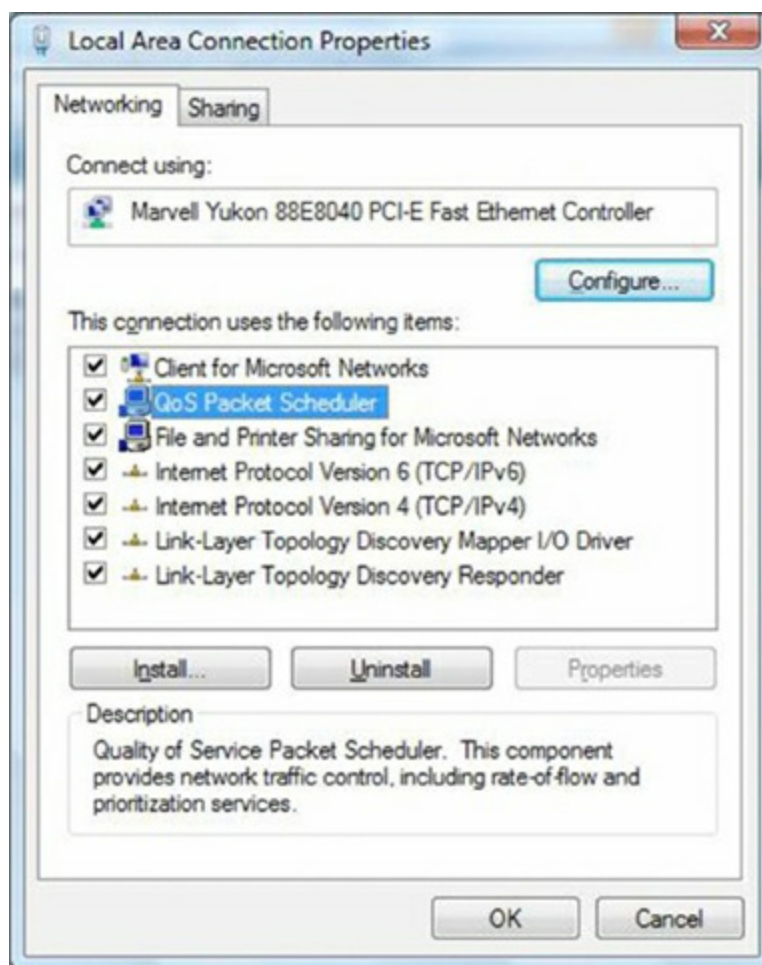 Local Area Connection Properties
Networking
Sharing
Connect using:
Marvell Yukon 88E8040 PCI-E Fast Ethernet Controller
Configure...
This connection uses the following items:
Client for Microsoft Networks
QoS Packet Scheduler
File and Printer Sharing for Microsoft Networks
Internet Protocol Version 6 (TCP/IPv6)
Internet Protocol Version 4 (TCP/IPv4)
Link-Layer Topology Discovery Mapper I/O Driver
Link-Layer Topology Discovery Responder
Install...
Uninstall
Properties
Description
Quality of Service Packet Scheduler. This component
provides network traffic control, including rate-of-flow and
prioritization services.
OK
Cancel